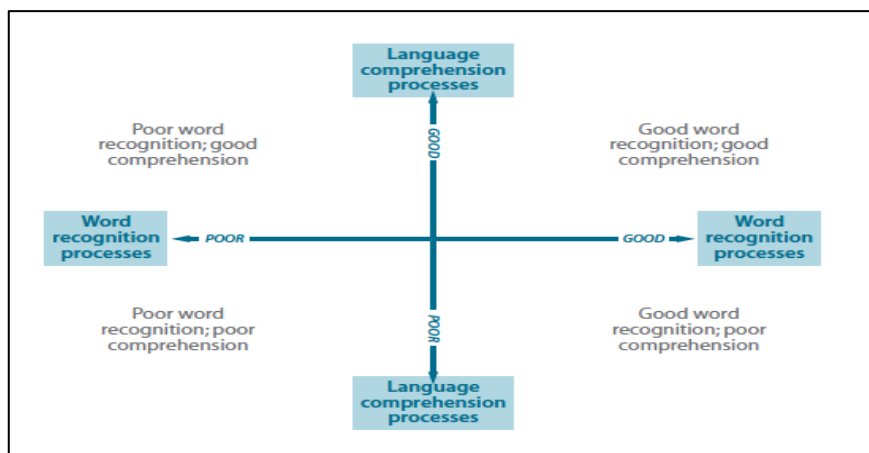 Language
comprehension
processes
GOOD
Poor word
recognition; good
comprehension
Good word
recognition; good
comprehension
Word
recognition
processes
POOR
GOOD
Word
recognition
processes
Poor word
recognition; poor
comprehension
POOR
Good word
recognition; poor
comprehension
Language
comprehension
processes